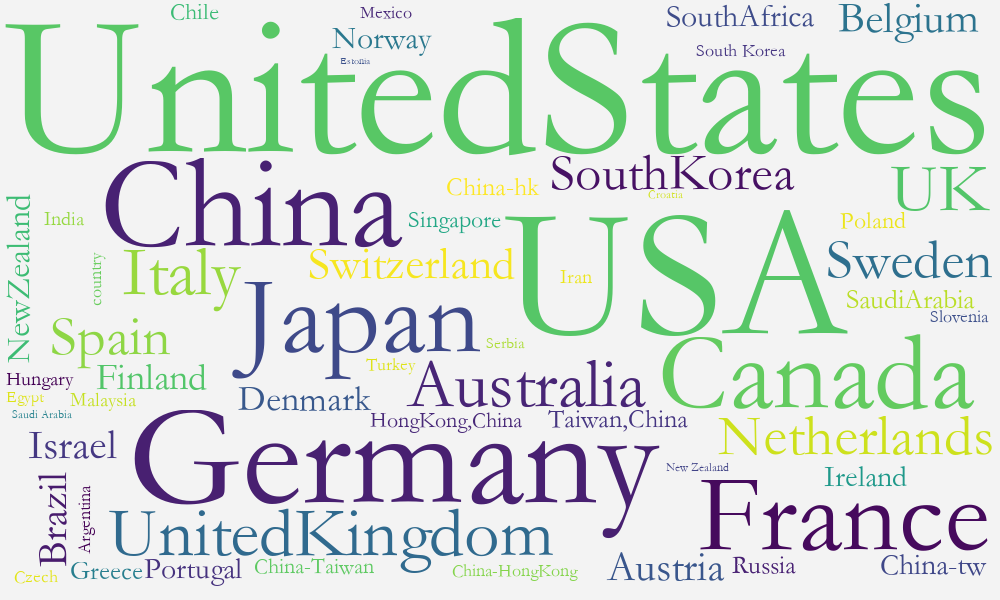 Chile
Mexico
SouthAfrica
Belgium
Norway
South Korea
Estonia
UnitedStates
China
China-hk
SouthKorea
Croatia
UK
NewZealand
India
Singapore
USA
Poland
country
Italy
Switzerland
Iran
Sweden
SaudiArabia
Slovenia
Spain
Japan
Serbia
Hungary
Finland
Turkey
Australia
Canada
Egypt
Malaysia
Denmark
Saudi Arabia
HongKong,China
Taiwan,China
Israel
Germany
Netherlands
New Zealand
Ireland
Brazil
Argentina
UnitedKingdom
France
Czech
Greece
Portugal
China-Taiwan
China-HongKong
Austria
Russia
China-tw